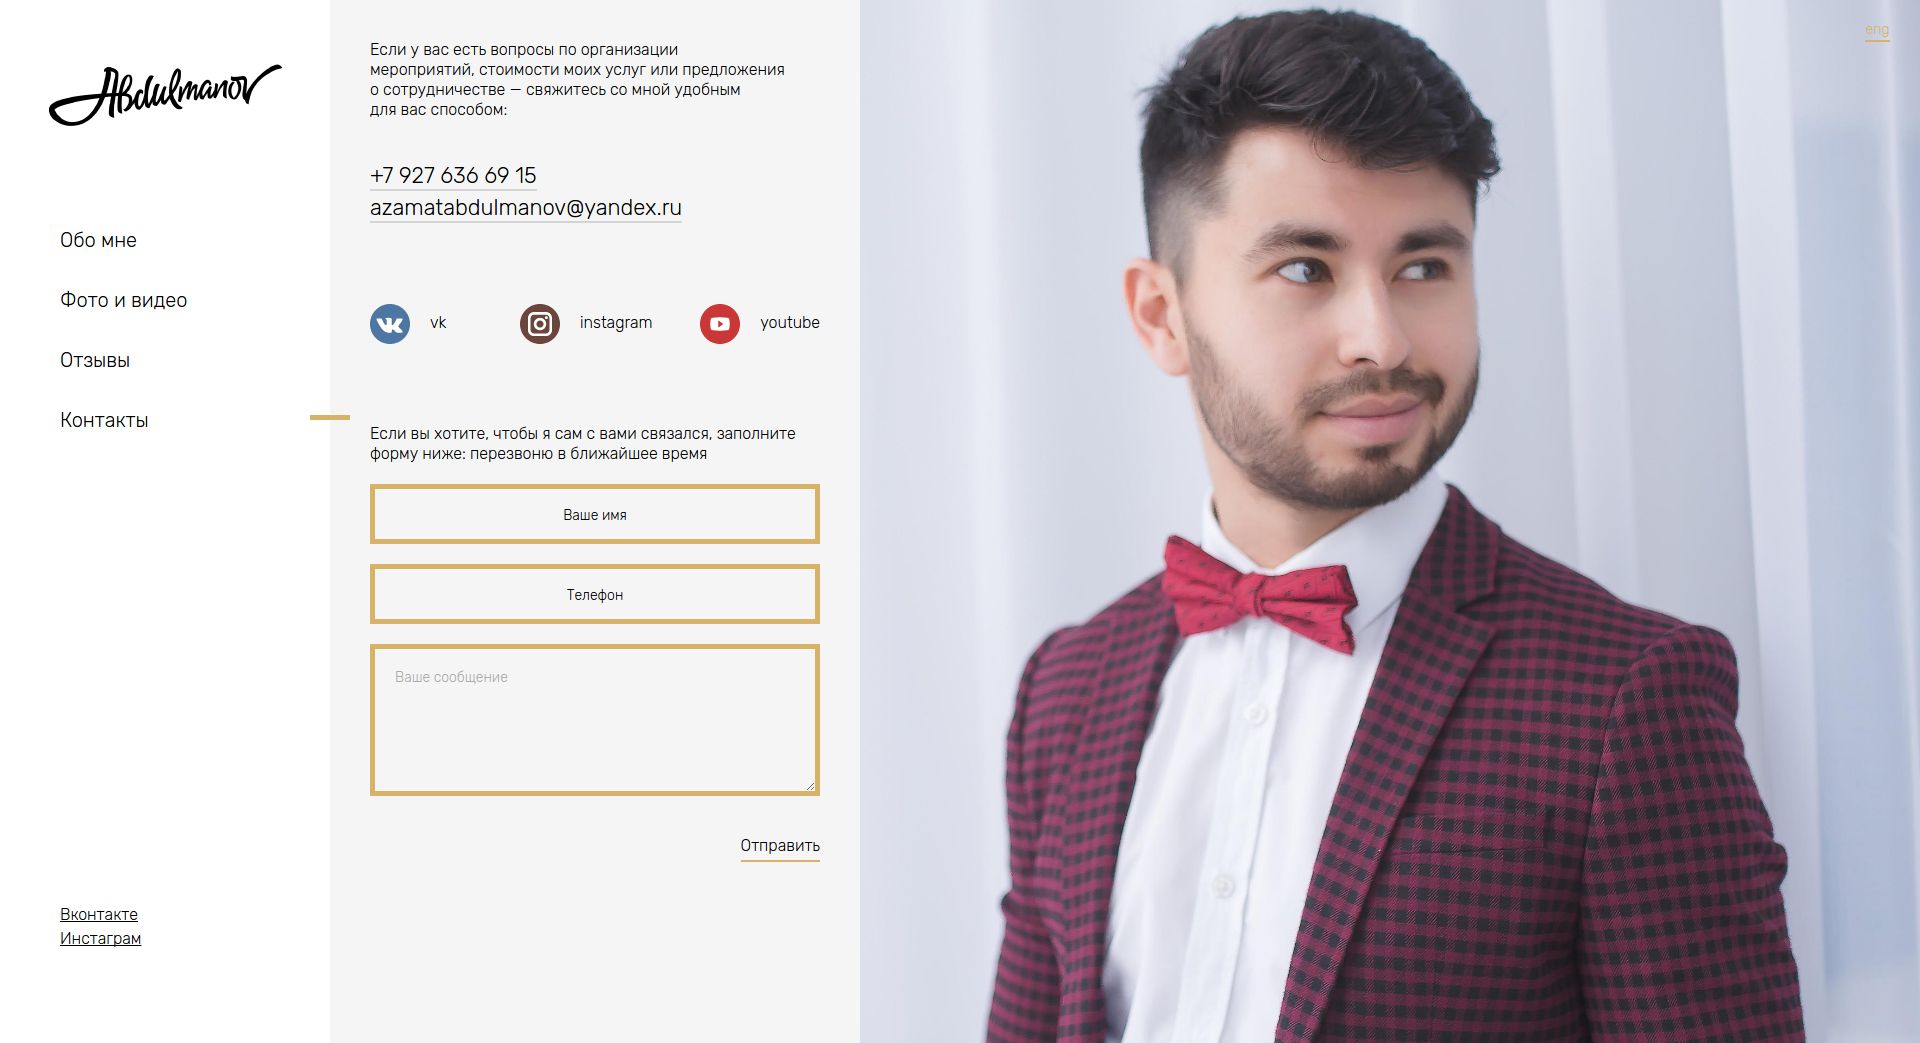 Abdulmanov
Обо мне
Фото и видео
Отзывы
Контакты
Вконтакте
Инстаграм
Если у вас есть вопросы по организации
мероприятий, стоимости моих услуг или предложения
о сотрудничестве — свяжитесь со мной удобным
для вас способом:
+7 927 636 69 15
azamatabdulmanov@yandex.ru
vk instagram youtube
Если вы хотите, чтобы я сам с вами связался, заполните
форму ниже: перезвоню в ближайшее время
Ваше имя
Телефон
Ваше сообщение
Отправить
eng